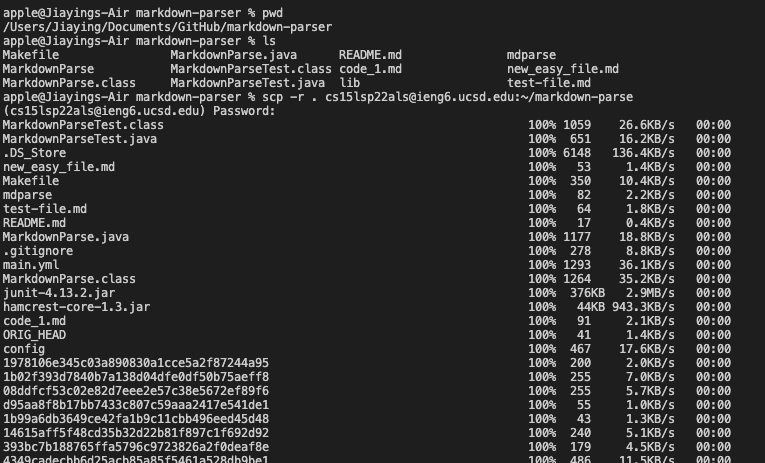 apple@Jiayings-Air markdown-parser % pwd
/Users/Jiaying/Documents/GitHub/markdown-parser
apple@Jiayings-Air markdown-parser % ls
Makefile MarkdownParse.java README.md mdparse
MarkdownParse MarkdownParseTest.class code_1.md new_easy_file.md
MarkdownParse.class MarkdownParseTest.java lib test-file.md
apple@Jiayings-Air markdown-parser % scp -r . cs15lsp22als@ieng6.ucsd.edu:~/markdown-parse
(cs15lsp22als@ieng6.ucsd.edu) Password:
MarkdownParseTest.class 100% 1059 26.6KB/s 00:00
MarkdownParseTest.java 100% 651 16.2KB/s 00:00
.DS_Store 100% 6148 136.4KB/s 00:00
new_easy_file.md 100% 53 1.4KB/s 00:00
Makefile 100% 350 10.4KB/s 00:00
mdparse 100% 82 2.2KB/s 00:00
test-file.md 100% 64 1.8KB/s 00:00
README.md 100% 17 0.4KB/s 00:00
MarkdownParse.java 100% 1177 18.8KB/s 00:00
.gitignore 100% 278 8.8KB/s 00:00
main.yml 100% 1293 36.1KB/s 00:00
MarkdownParse.class 100% 1264 35.2KB/s 00:00
junit-4.13.2.jar 100% 376KB 2.9MB/s 00:00
hamcrest-core-1.3.jar 100% 44KB 943.3KB/s 00:00
code_1.md 100% 91 2.1KB/s 00:00
ORIG_HEAD 100% 41 1.4KB/s 00:00
config 100% 467 17.6KB/s 00:00
1978106e345c03a890830a1cce5a2f87244a95 100% 200 2.0KB/s 00:00
1b02f393d7840b7a138d04dfe0df50b75aeff8 100% 255 7.0KB/s 00:00
08ddfcf53c02e82d7eee2e57c38e5672ef89f6 100% 255 5.7KB/s 00:00
d95aa8f8b17bb7433c807c59aaa2417e541de1 100% 55 1.0KB/s 00:00
1b99a6db3649ce42fa1b9c11cbb496eed45d48 100% 43 1.3KB/s 00:00
14615aff5f48cd35b32d22b81f897c1f692d92 100% 240 5.1KB/s 00:00
393bc7b188765ffa5796c9723826a2f0deaf8e 100% 179 4.5KB/s 00:00
4349cadecbb6d25acb85a85f5461a528db9be1 100% 486 11.5KB/s 00:00